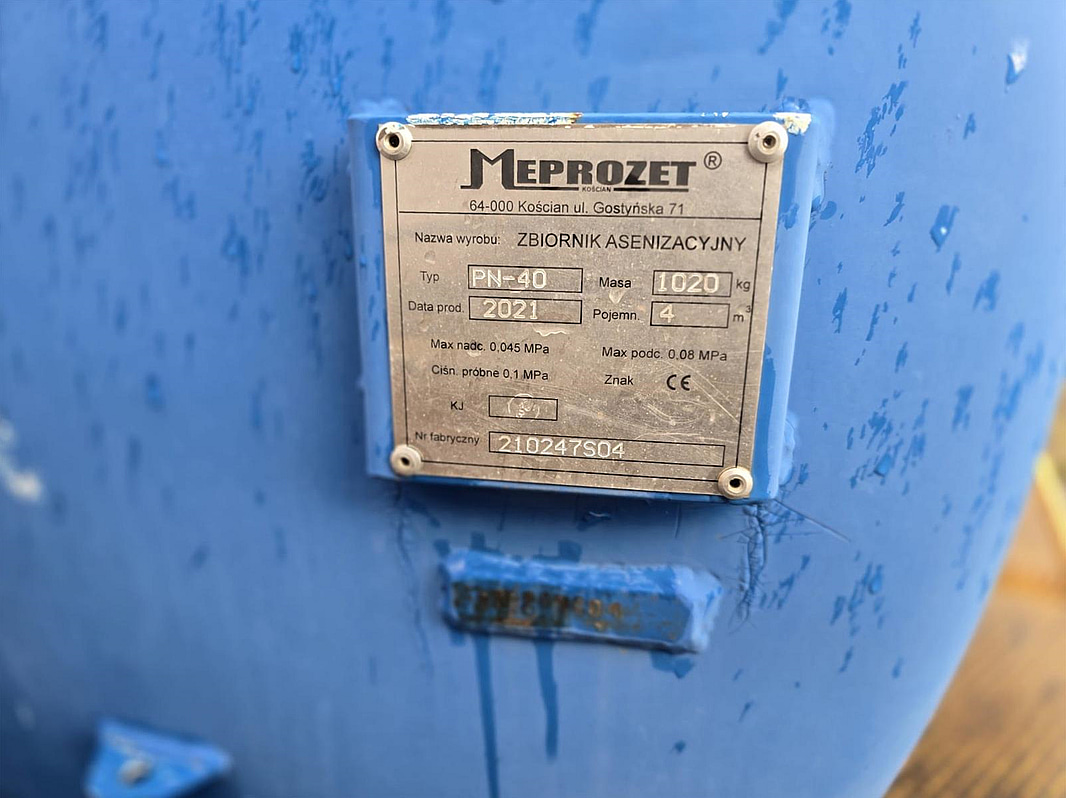 MEPROZET ®
KOŚCIAN
64-000 Kościan ul. Gostyńska 71
Nazwa wyrobu: ZBIORNIK ASENIZACYJNY
Typ PN-40 Masa 1020 kg
Data prod. 2021 Pojemn. 4 m³
Max nadc. 0,045 MPa Max podc. 0,08 MPa
Ciśn. próbne 0,1 MPa Znak CE
KJ
Nr fabryczny 210247S04